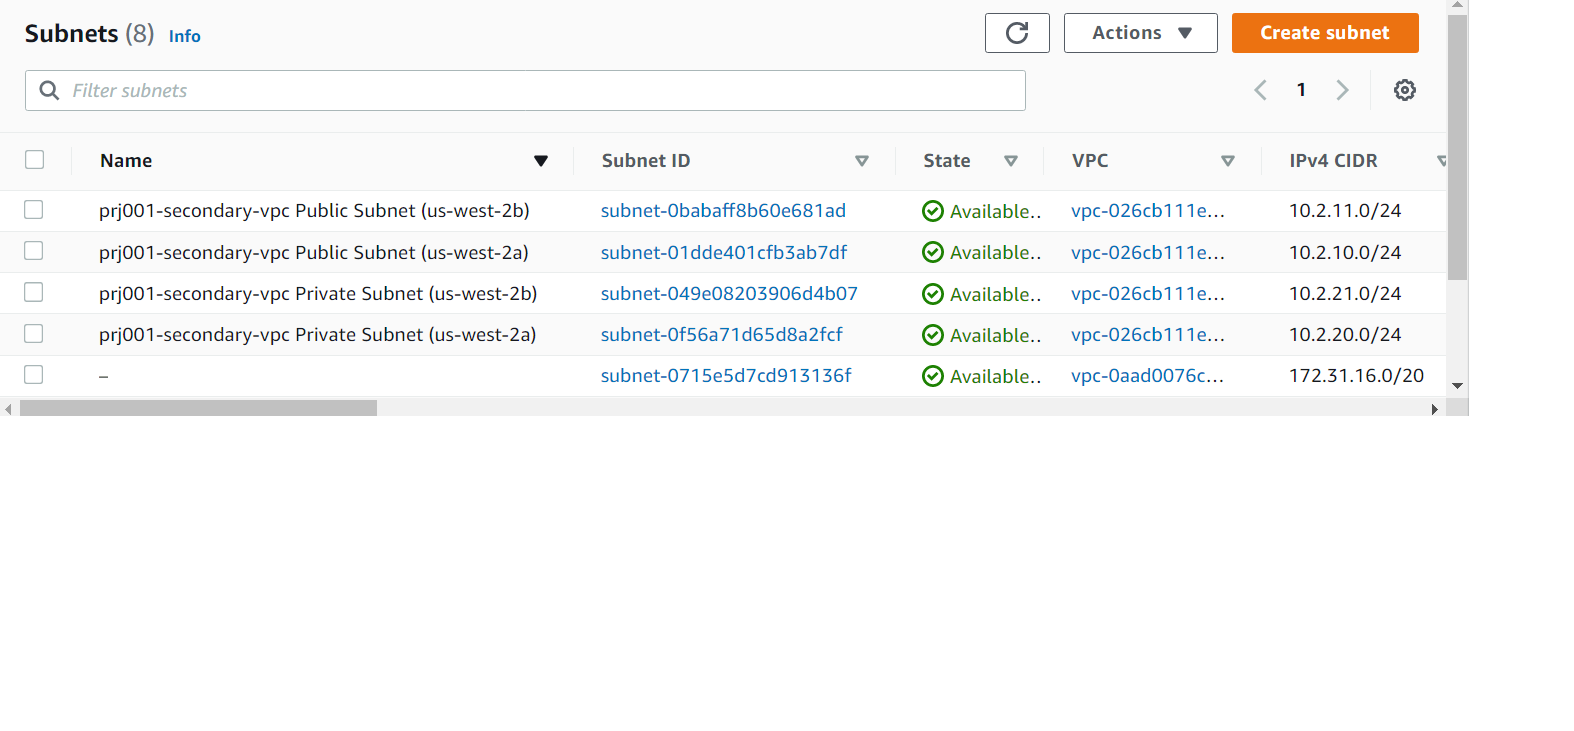 Subnets (8) Info
Actions
Create subnet
Filter subnets
1
Name Subnet ID State VPC IPv4 CIDR
prj001-secondary-vpc Public Subnet (us-west-2b) subnet-0babaff8b60e681ad Available.. vpc-026cb111e... 10.2.11.0/24
prj001-secondary-vpc Public Subnet (us-west-2a) subnet-01dde401cfb3ab7df Available.. vpc-026cb111e... 10.2.10.0/24
prj001-secondary-vpc Private Subnet (us-west-2b) subnet-049e08203906d4b07 Available.. vpc-026cb111e... 10.2.21.0/24
prj001-secondary-vpc Private Subnet (us-west-2a) subnet-0f56a71d65d8a2fcf Available.. vpc-026cb111e... 10.2.20.0/24
– subnet-0715e5d7cd913136f Available.. vpc-0aad0076c... 172.31.16.0/20